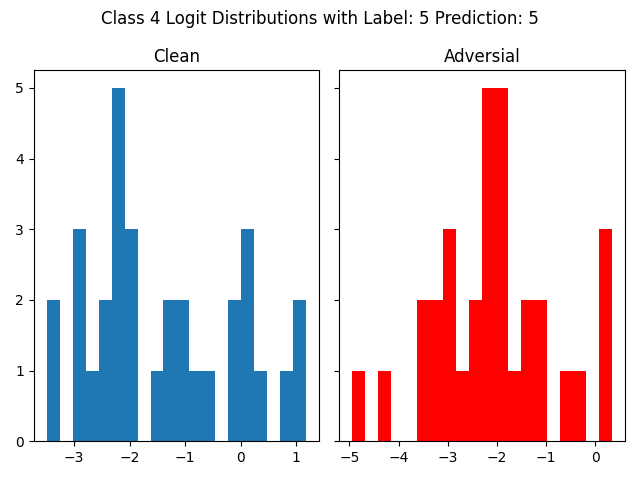 Class 4 Logit Distributions with Label: 5 Prediction: 5
Clean
Adversial
5
4
3
2
1
0
−3 −2 −1 0 1
−5 −4 −3 −2 −1 0